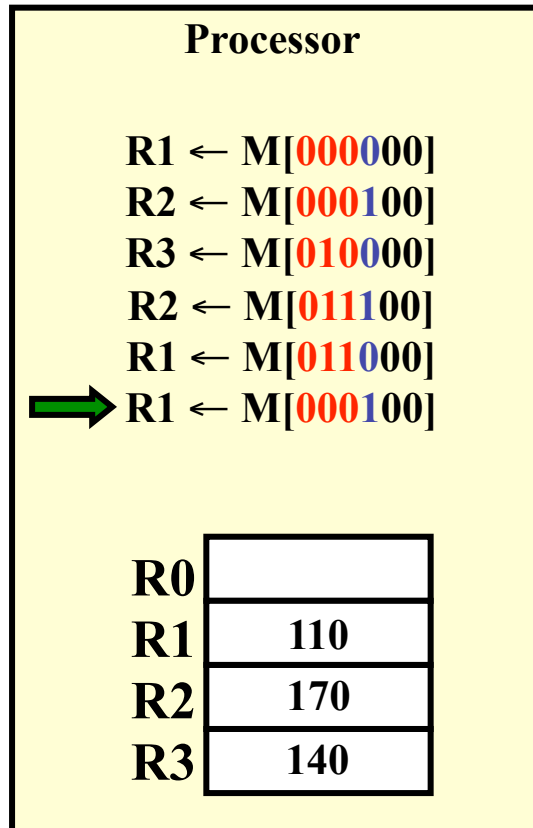 Processor
R1 ← M[000000]
R2 ← M[000100]
R3 ← M[010000]
R2 ← M[011100]
R1 ← M[011000]
R1 ← M[000100]
R0
R1 110
R2 170
R3 140